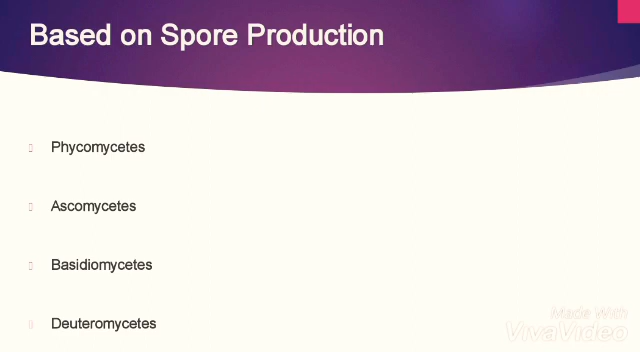 Based on Spore Production
Phycomycetes
Ascomycetes
Basidiomycetes
Deuteromycetes
Made With
VivaVideo